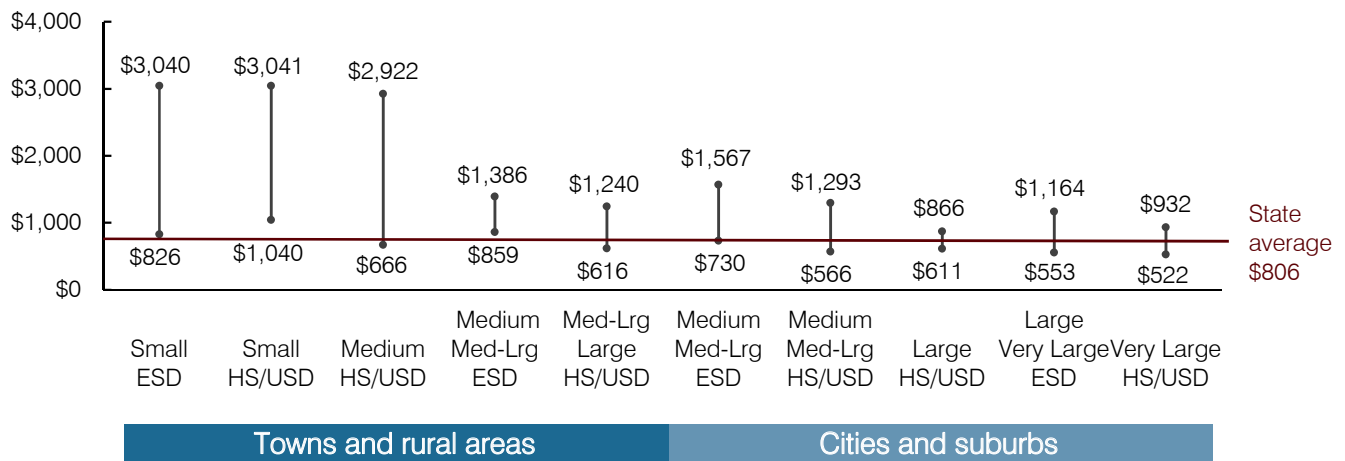 $4,000
$3,000
$2,000
$1,000
$0
$3,040
$3,041
$2,922
$1,386
$1,240
$1,567
$1,293
$866
$1,164
$932
$826
$1,040
$666
$859
$616
$730
$566
$611
$553
$522
State
average
$806
Small
ESD
Small
HS/USD
Medium
HS/USD
Medium
Med-Lrg
ESD
Med-Lrg
Large
HS/USD
Medium
Med-Lrg
ESD
Medium
Med-Lrg
HS/USD
Large
HS/USD
Large
Very Large
ESD
Very Large
HS/USD
Towns and rural areas
Cities and suburbs